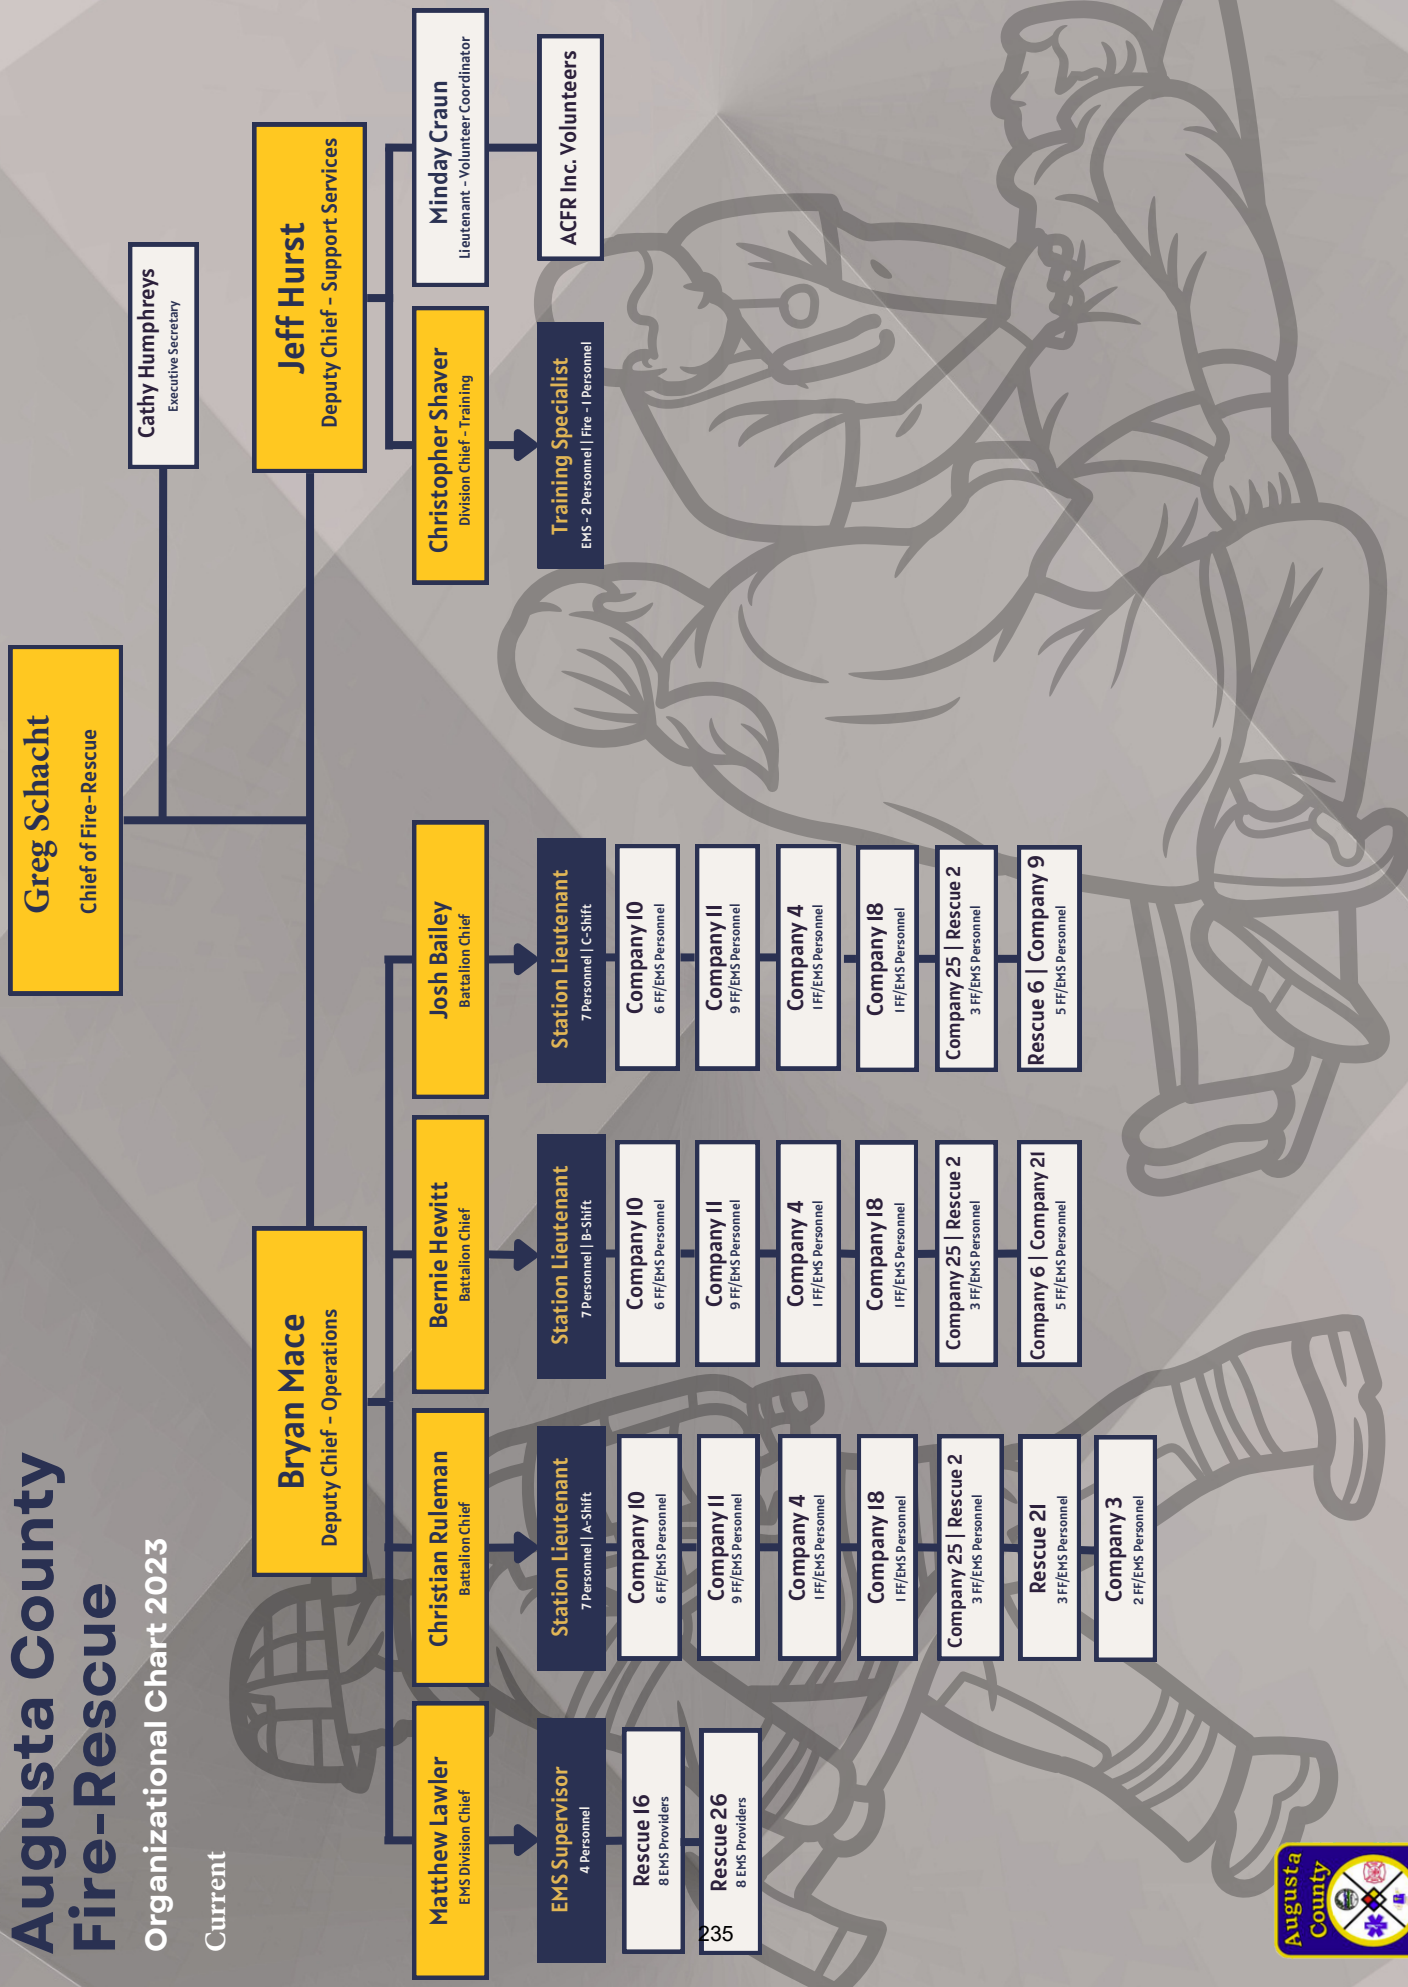 Augusta County
Fire-Rescue
Organizational Chart 2023
Current
Greg Schacht
Chief of Fire-Rescue
Cathy Humphreys
Executive Secretary
Bryan Mace
Deputy Chief - Operations
Jeff Hurst
Deputy Chief - Support Services
Matthew Lawler
EMS Division Chief
Christian Ruleman
Battalion Chief
Bernie Hewitt
Battalion Chief
Josh Bailey
Battalion Chief
Christopher Shaver
Division Chief - Training
Minday Craun
Lieutenant - Volunteer Coordinator
EMS Supervisor
4 Personnel
Rescue 16
8 EMS Providers
Rescue 26
8 EMS Providers
Station Lieutenant
7 Personnel | A-Shift
Company 10
6 FF/EMS Personnel
Company 11
9 FF/EMS Personnel
Company 4
1 FF/EMS Personnel
Company 18
1 FF/EMS Personnel
Company 25 | Rescue 2
3 FF/EMS Personnel
Rescue 21
3 FF/EMS Personnel
Company 3
2 FF/EMS Personnel
Station Lieutenant
7 Personnel | B-Shift
Company 10
6 FF/EMS Personnel
Company 11
9 FF/EMS Personnel
Company 4
1 FF/EMS Personnel
Company 18
1 FF/EMS Personnel
Company 25 | Rescue 2
3 FF/EMS Personnel
Company 6 | Company 21
5 FF/EMS Personnel
Station Lieutenant
7 Personnel | C-Shift
Company 10
6 FF/EMS Personnel
Company 11
9 FF/EMS Personnel
Company 4
1 FF/EMS Personnel
Company 18
1 FF/EMS Personnel
Company 25 | Rescue 2
3 FF/EMS Personnel
Rescue 6 | Company 9
5 FF/EMS Personnel
Training Specialist
EMS - 2 Personnel | Fire - 1 Personnel
ACFR Inc. Volunteers
Augusta
County
235